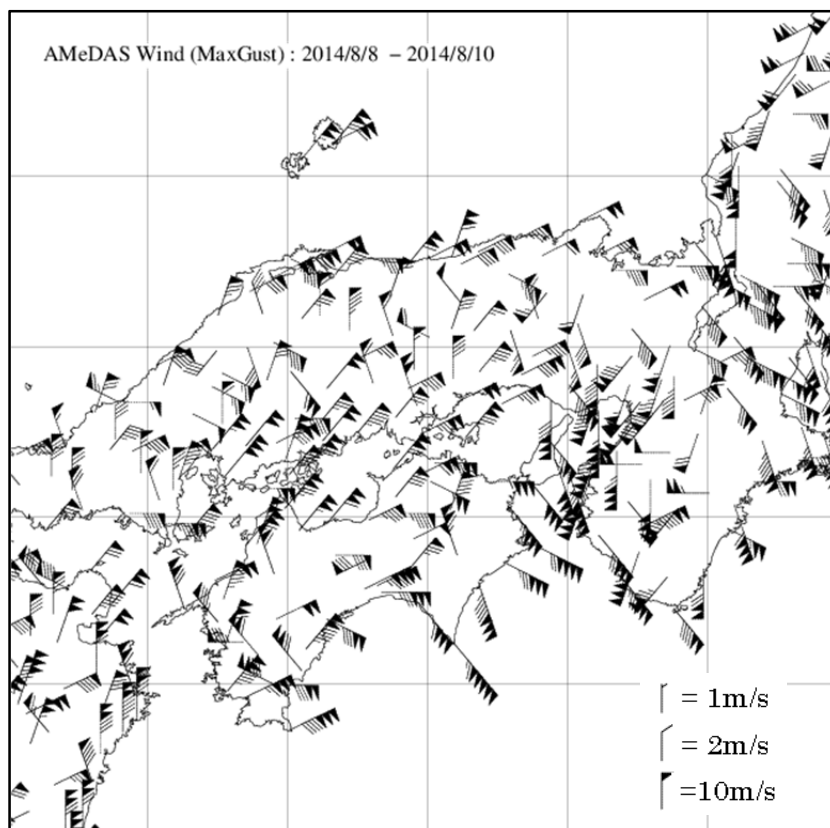 AMeDAS Wind (MaxGust) : 2014/8/8 – 2014/8/10
= 1m/s
= 2m/s
=10m/s